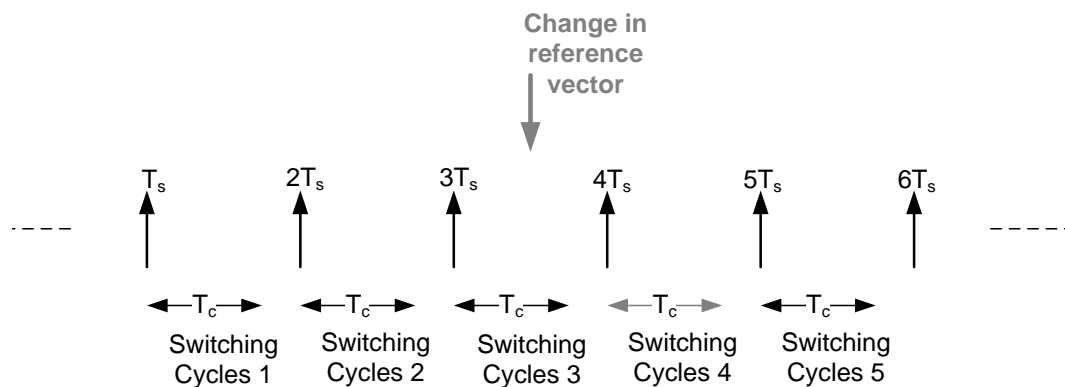 Change in
reference
vector
Ts 2Ts 3Ts 4Ts 5Ts 6Ts
Tc Tc Tc Tc Tc
Switching Switching Switching Switching Switching
Cycles 1 Cycles 2 Cycles 3 Cycles 4 Cycles 5